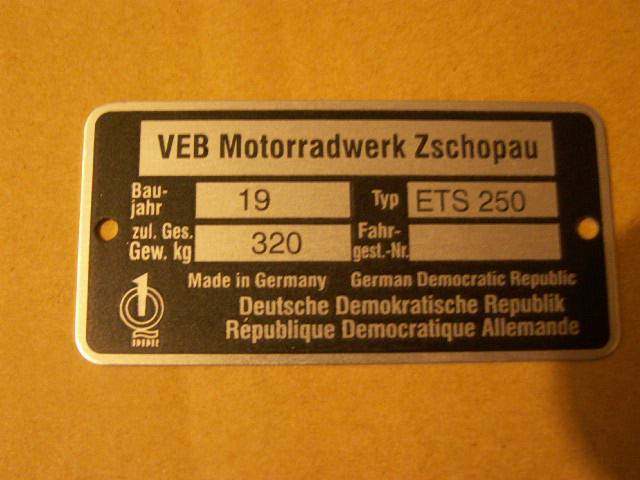 VEB Motorradwerk Zschopau
Bau-
jahr 19 Typ ETS 250
zul. Ges. Fahr-
Gew. kg 320 gest.-Nr.
Made in Germany German Democratic Republic
Deutsche Demokratische Republik
République Democratique Allemande
1